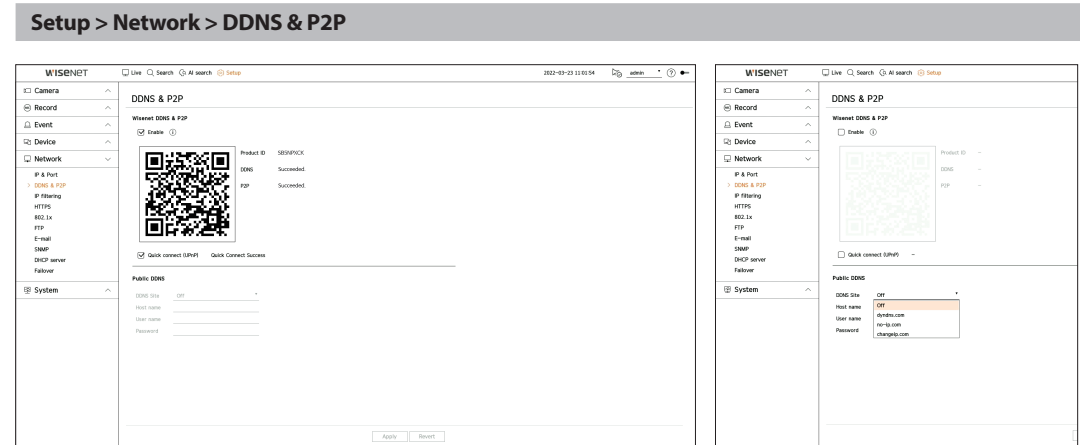 Setup > Network > DDNS & P2P
WISENET
Live Search AI search Setup
2022-03-23 11:01:54 admin ?
Camera
Record
Event
Device
Network
IP & Port
> DDNS & P2P
IP filtering
HTTPS
802.1x
FTP
E-mail
SNMP
DHCP server
Failover
System
DDNS & P2P
Wisenet DDNS & P2P
Enable i
Product ID SBSNPXCK
DDNS Succeeded.
P2P Succeeded.
Quick connect (UPnP) Quick Connect Success
Public DDNS
DDNS Site Off
Host name
User name
Password
Apply Revert
WISENET
Live Search AI search Setup
Camera
Record
Event
Device
Network
IP & Port
> DDNS & P2P
IP filtering
HTTPS
802.1x
FTP
E-mail
SNMP
DHCP server
Failover
System
DDNS & P2P
Wisenet DDNS & P2P
Enable i
Product ID -
DDNS -
P2P -
Quick connect (UPnP) -
Public DDNS
DDNS Site Off
Host name Off
User name dyndns.com
no-ip.com
Password changeip.com